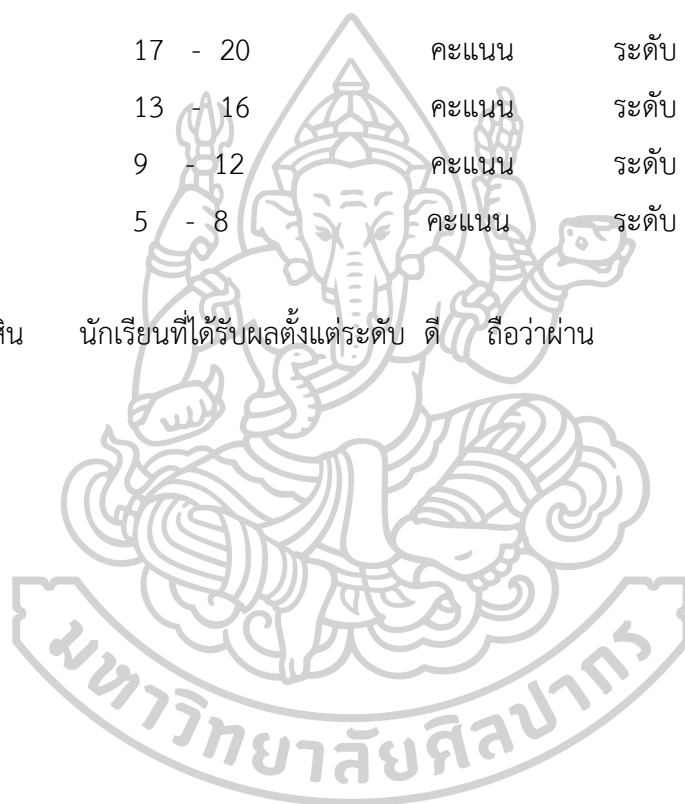 17 - 20 คะแนน ระดับ
13 - 16 คะแนน ระดับ
9 - 12 คะแนน ระดับ
5 - 8 คะแนน ระดับ
นักเรียนที่ได้รับผลตั้งแต่ระดับ ดี ถือว่าผ่าน
มหาวิทยาลัยศิลปากร